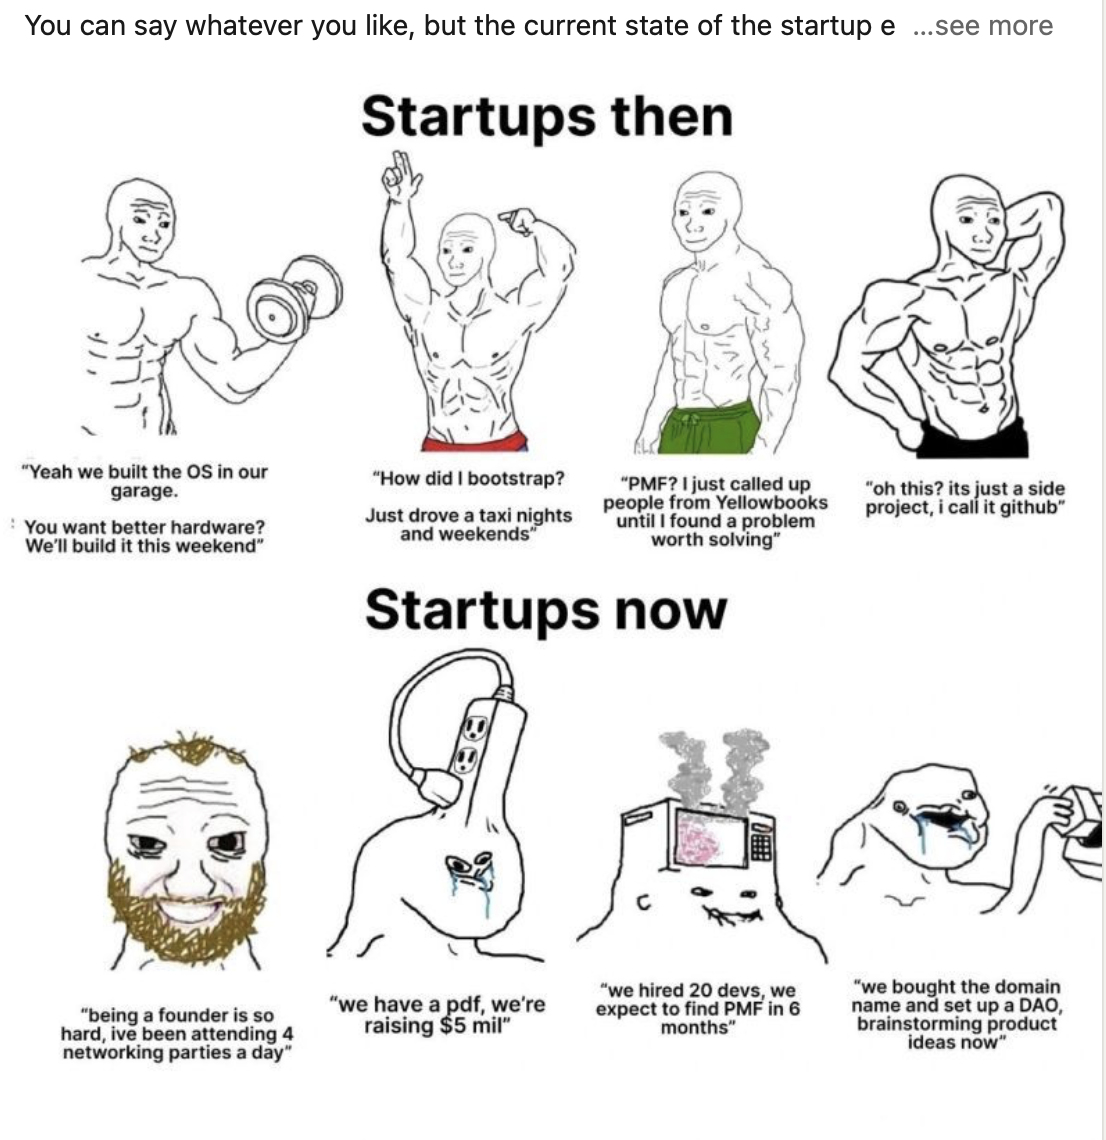 You can say whatever you like, but the current state of the startup e ...see more
Startups then
"Yeah we built the OS in our
garage.
You want better hardware?
We'll build it this weekend"
"How did I bootstrap?
Just drove a taxi nights
and weekends"
"PMF? I just called up
people from Yellowbooks
until I found a problem
worth solving"
"oh this? its just a side
project, i call it github"
Startups now
"being a founder is so
hard, ive been attending 4
networking parties a day"
"we have a pdf, we're
raising $5 mil"
"we hired 20 devs, we
expect to find PMF in 6
months"
"we bought the domain
name and set up a DAO,
brainstorming product
ideas now"